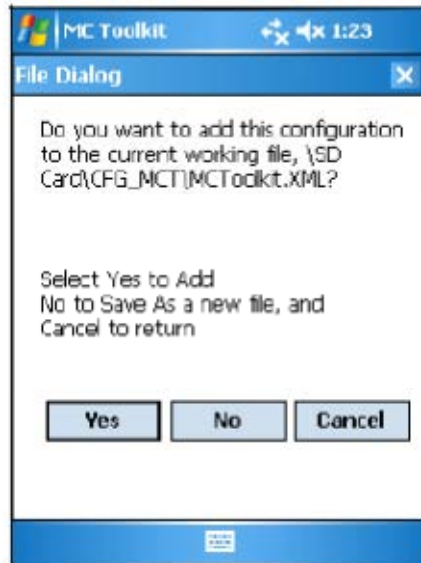 MC Toolkit 1:23
File Dialog
Do you want to add this configuration
to the current working file, \SD
Card\CFG_MCT\MCToolkit.XML?
Select Yes to Add
No to Save As a new file, and
Cancel to return
Yes No Cancel